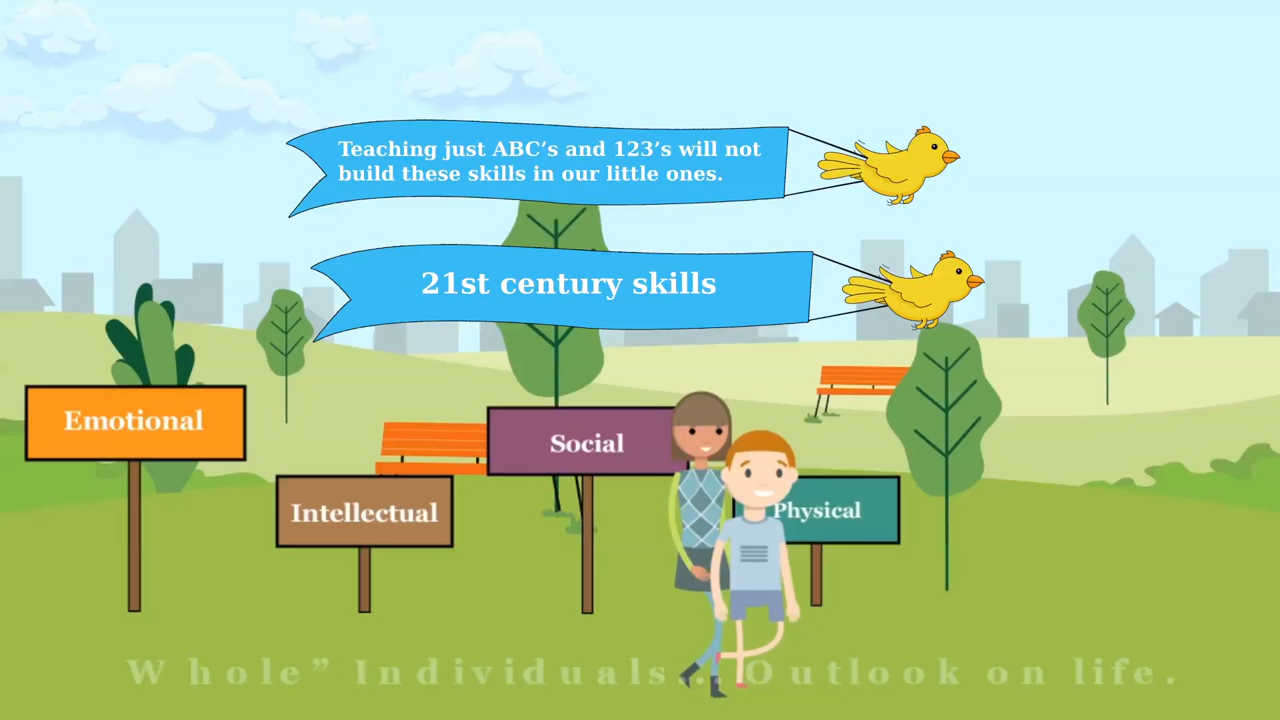 Teaching just ABC’s and 123’s will not
build these skills in our little ones.
21st century skills
Emotional
Social
Intellectual
Physical
Whole” Individuals... Outlook on life.